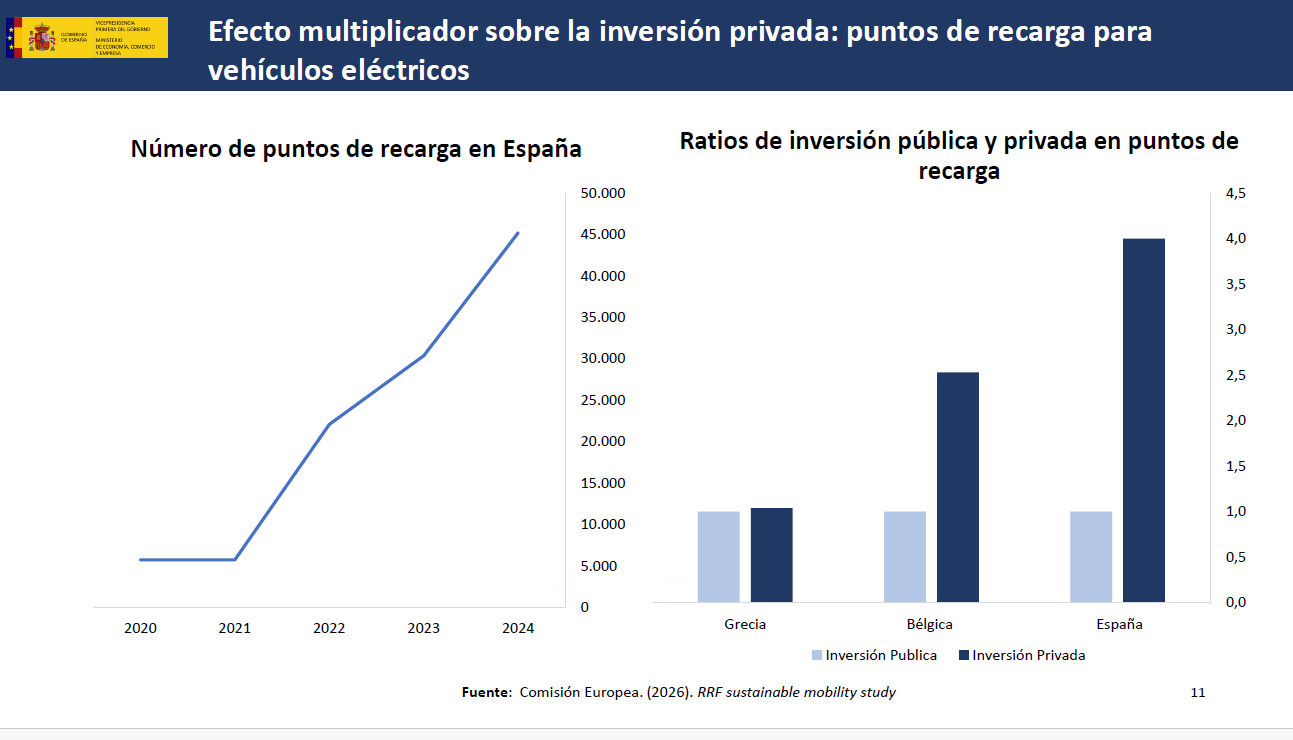 GOBIERNO
DE ESPAÑA
VICEPRESIDENCIA
PRIMERA DEL GOBIERNO
MINISTERIO
DE ECONOMÍA, COMERCIO
Y EMPRESA
Efecto multiplicador sobre la inversión privada: puntos de recarga para
vehículos eléctricos
Número de puntos de recarga en España
50.000
45.000
40.000
35.000
30.000
25.000
20.000
15.000
10.000
5.000
0
2020 2021 2022 2023 2024
Ratios de inversión pública y privada en puntos de
recarga
4,5
4,0
3,5
3,0
2,5
2,0
1,5
1,0
0,5
0,0
Grecia Bélgica España
Inversión Publica Inversión Privada
Fuente: Comisión Europea. (2026). RRF sustainable mobility study
11